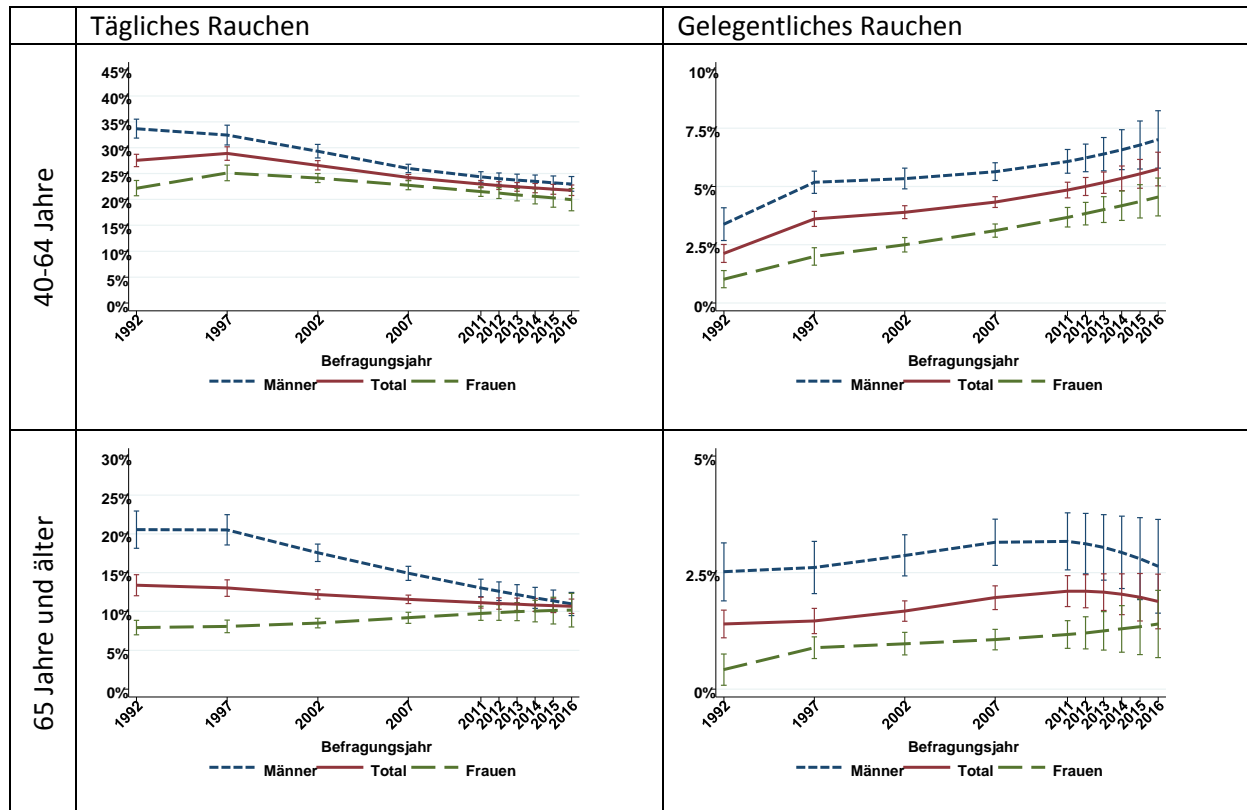 Tägliches Rauchen
Gelegentliches Rauchen
40-64 Jahre
45%
40%
35%
30%
25%
20%
15%
10%
5%
0%
1992 1997 2002 2007 2011 2012 2013 2014 2015 2016
Befragungsjahr
Männer Total Frauen
10%
7.5%
5%
2.5%
0%
1992 1997 2002 2007 2011 2012 2013 2014 2015 2016
Befragungsjahr
Männer Total Frauen
65 Jahre und älter
30%
25%
20%
15%
10%
5%
0%
1992 1997 2002 2007 2011 2012 2013 2014 2015 2016
Befragungsjahr
Männer Total Frauen
5%
2.5%
0%
1992 1997 2002 2007 2011 2012 2013 2014 2015 2016
Befragungsjahr
Männer Total Frauen